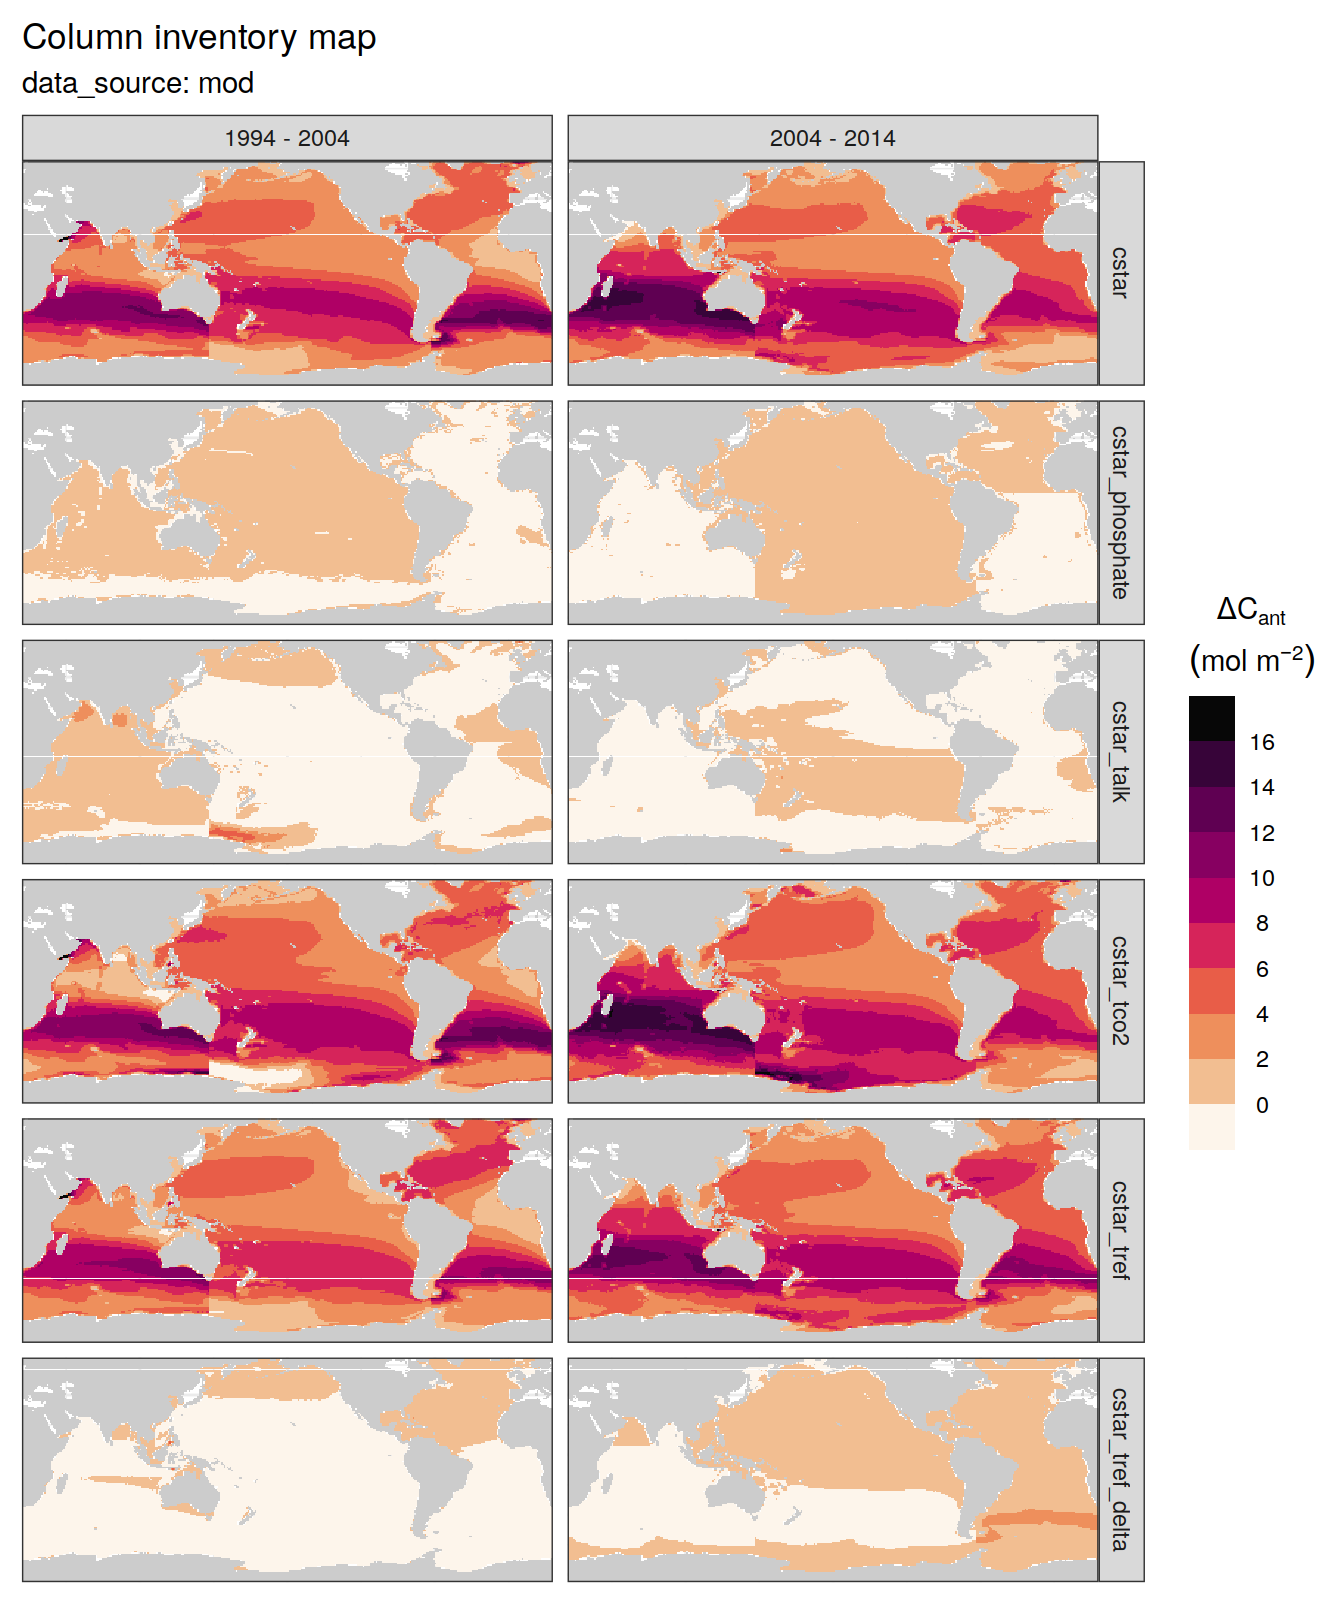 Column inventory map
data_source: mod
1994 - 2004
2004 - 2014
cstar
cstar_phosphate
cstar_talk
cstar_tco2
cstar_tref
cstar_tref_delta
ΔCant
(mol m−2)
16
14
12
10
8
6
4
2
0